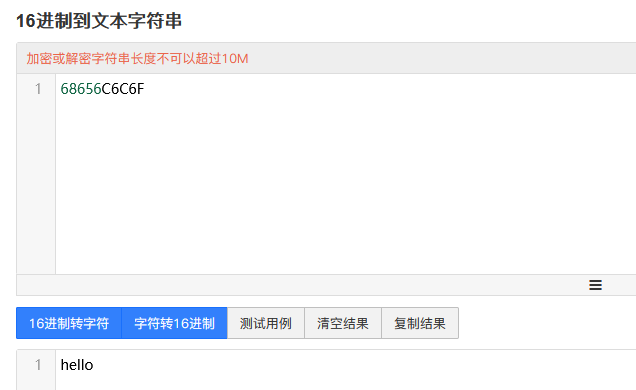 16进制到文本字符串
加密或解密字符串长度不可以超过10M
1 68656C6C6F
16进制转字符 字符转16进制 测试用例 清空结果 复制结果
1 hello